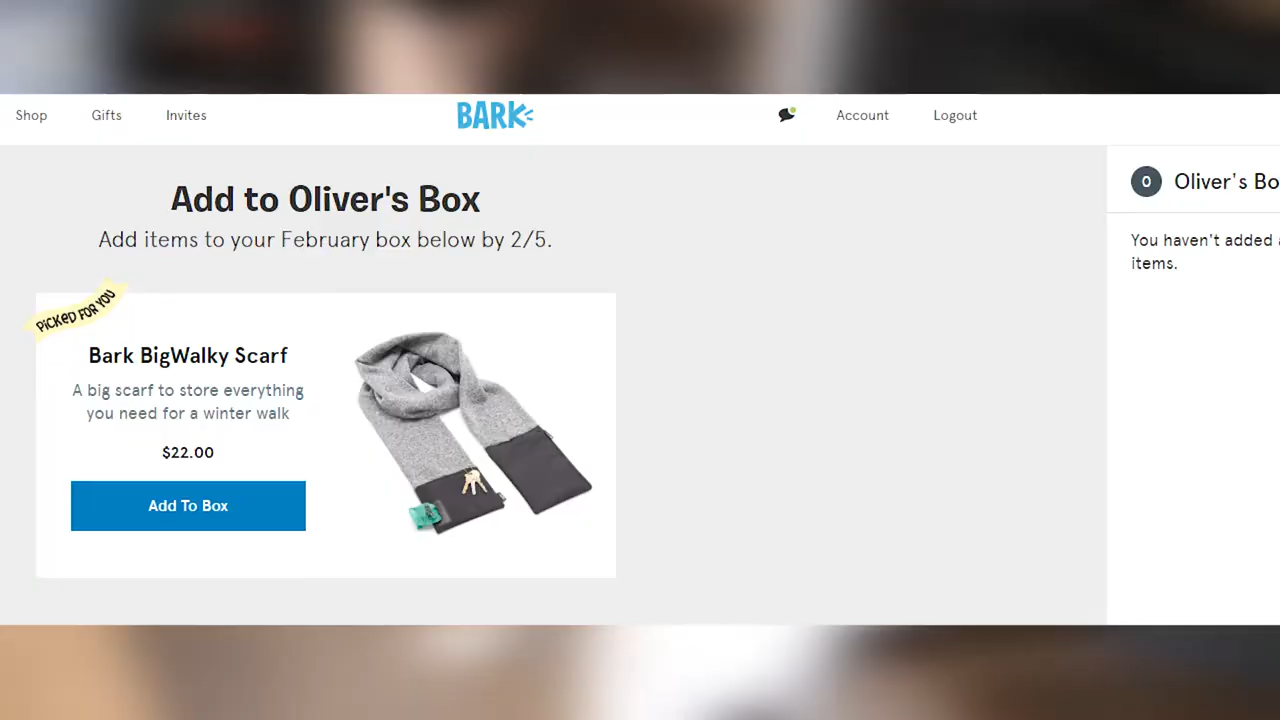 Shop Gifts Invites BARK Account Logout
Add to Oliver's Box
Add items to your February box below by 2/5.
PICKED FOR YOU
Bark BigWalky Scarf
A big scarf to store everything
you need for a winter walk
$22.00
Add To Box
0 Oliver's Bo
You haven't added a
items.